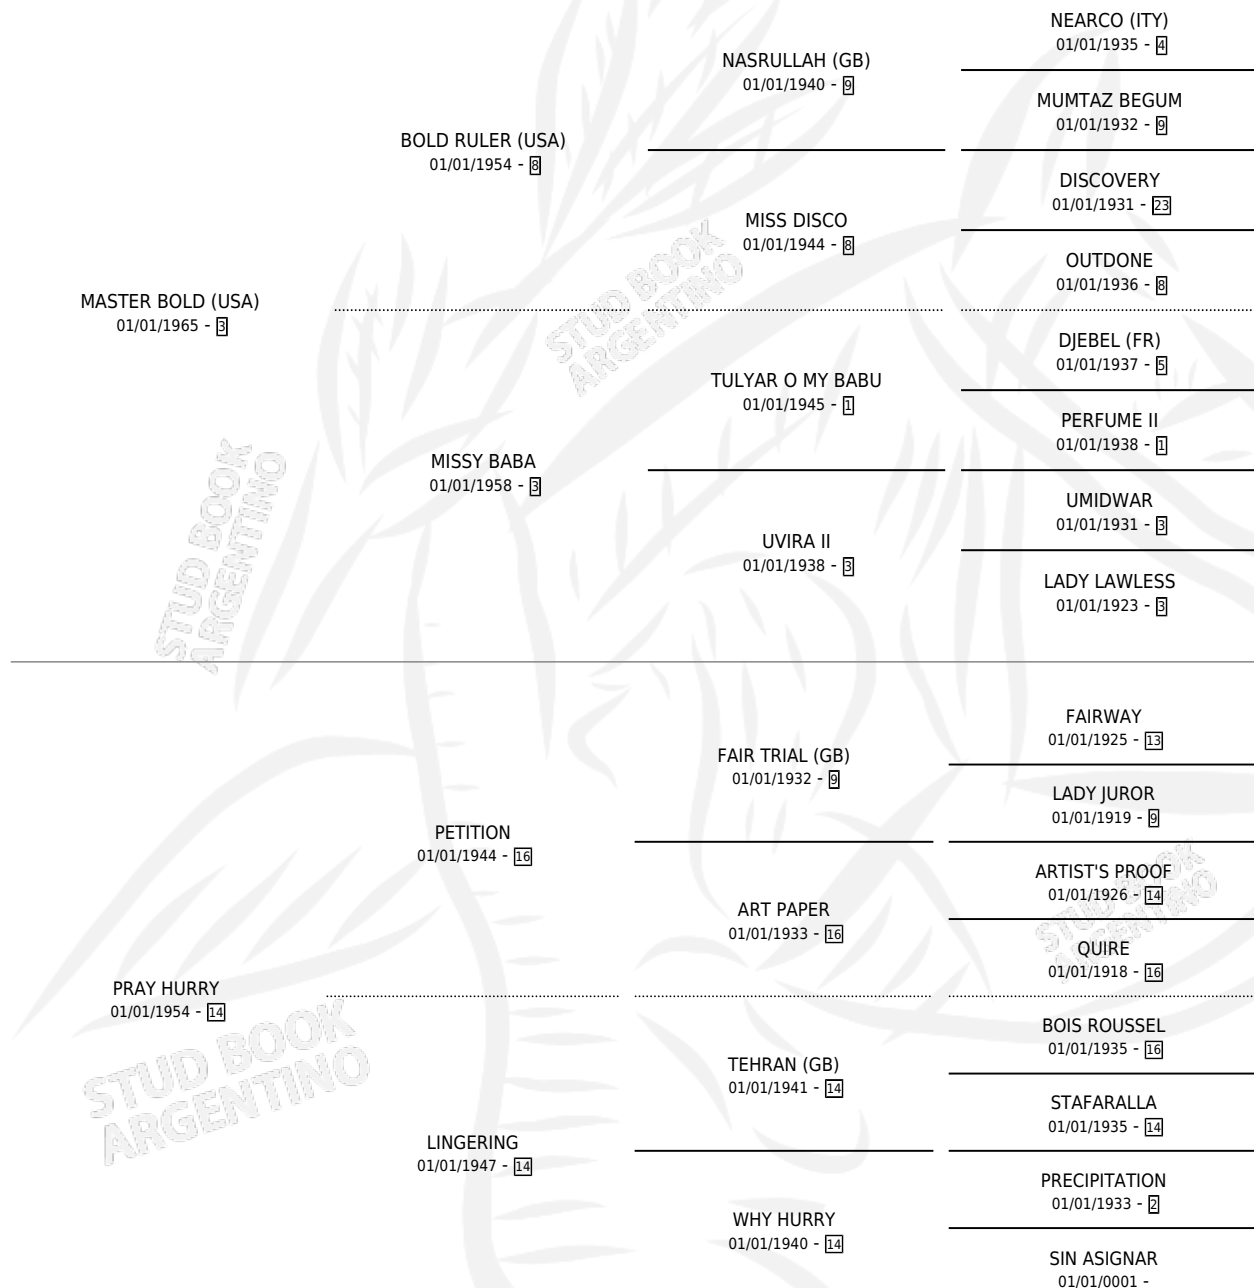 NEARCO (ITY)
01/01/1935 - 4
NASRULLAH (GB)
01/01/1940 - 9
MUMTAZ BEGUM
01/01/1932 - 9
BOLD RULER (USA)
01/01/1954 - 8
DISCOVERY
01/01/1931 - 23
MISS DISCO
01/01/1944 - 8
OUTDONE
01/01/1936 - 8
MASTER BOLD (USA)
01/01/1965 - 3
DJEBEL (FR)
01/01/1937 - 5
TULYAR O MY BABU
01/01/1945 - 1
PERFUME II
01/01/1938 - 1
MISSY BABA
01/01/1958 - 3
UMIDWAR
01/01/1931 - 3
UVIRA II
01/01/1938 - 3
LADY LAWLESS
01/01/1923 - 3
FAIRWAY
01/01/1925 - 13
FAIR TRIAL (GB)
01/01/1932 - 9
LADY JUROR
01/01/1919 - 9
PETITION
01/01/1944 - 16
ARTIST'S PROOF
01/01/1926 - 14
ART PAPER
01/01/1933 - 16
QUIRE
01/01/1918 - 16
PRAY HURRY
01/01/1954 - 14
BOIS ROUSSEL
01/01/1935 - 16
TEHRAN (GB)
01/01/1941 - 14
STAFARALLA
01/01/1935 - 14
LINGERING
01/01/1947 - 14
PRECIPITATION
01/01/1933 - 2
WHY HURRY
01/01/1940 - 14
SIN ASIGNAR
01/01/0001 -
STUD BOOK
ARGENTINO
STUD BOOK
ARGENTINO
STUD BOOK
ARGENTINO
STUD BOOK
ARGENTINO